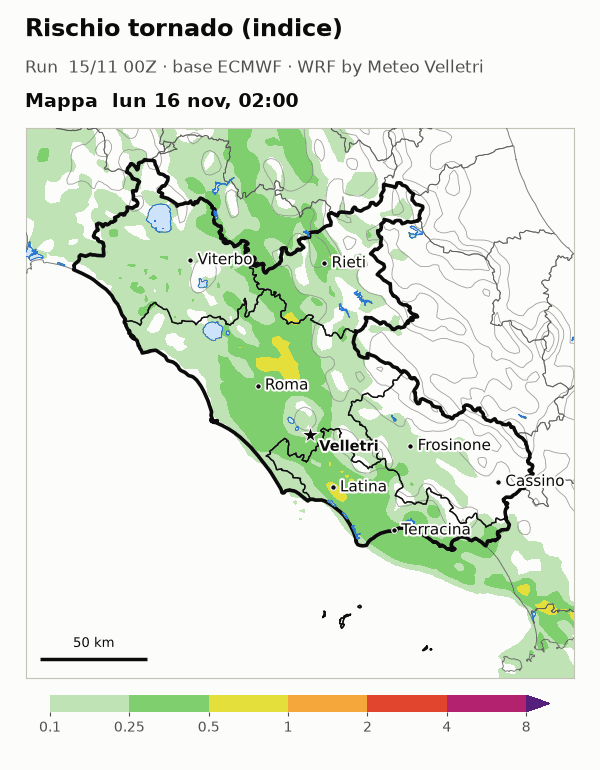 Rischio tornado (indice)
Run  15/11 00Z · base ECMWF · WRF by Meteo Velletri
Mappa  lun 16 nov, 02:00
Viterbo
Rieti
Roma
Velletri
Frosinone
Latina
Cassino
Terracina
50 km
0.1 0.25 0.5 1 2 4 8